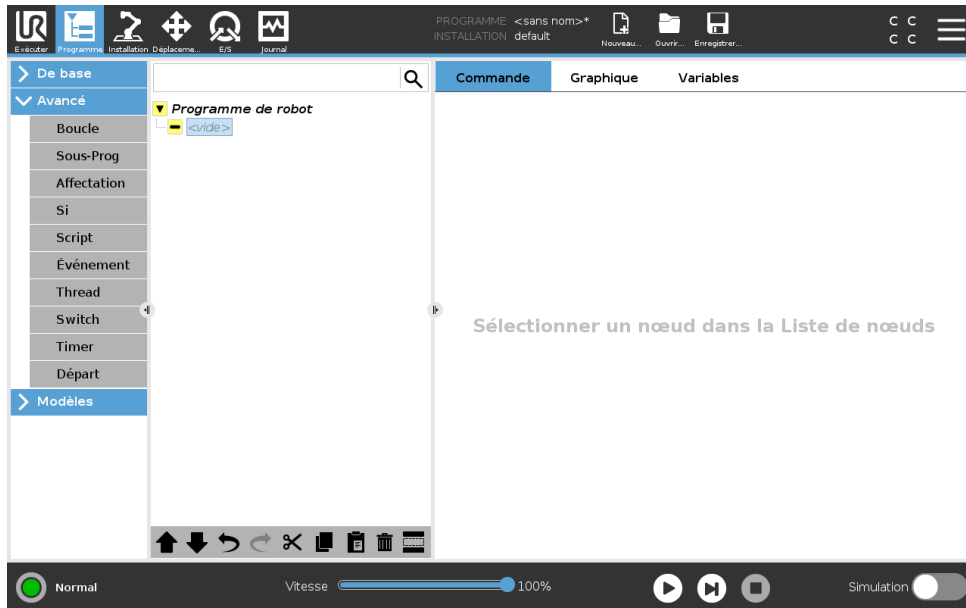 PROGRAMME <sans nom>*
INSTALLATION default
Exécuter Programme Installation Déplaceme... E/S Journal Nouveau... Ouvrir... Enregistrer...
C C
C C
De base
Avancé
Boucle
Sous-Prog
Affectation
Si
Script
Événement
Thread
Switch
Timer
Départ
Modèles
Programme de robot
<vide>
Commande Graphique Variables
Sélectionner un nœud dans la Liste de nœuds
Normal Vitesse 100% Simulation